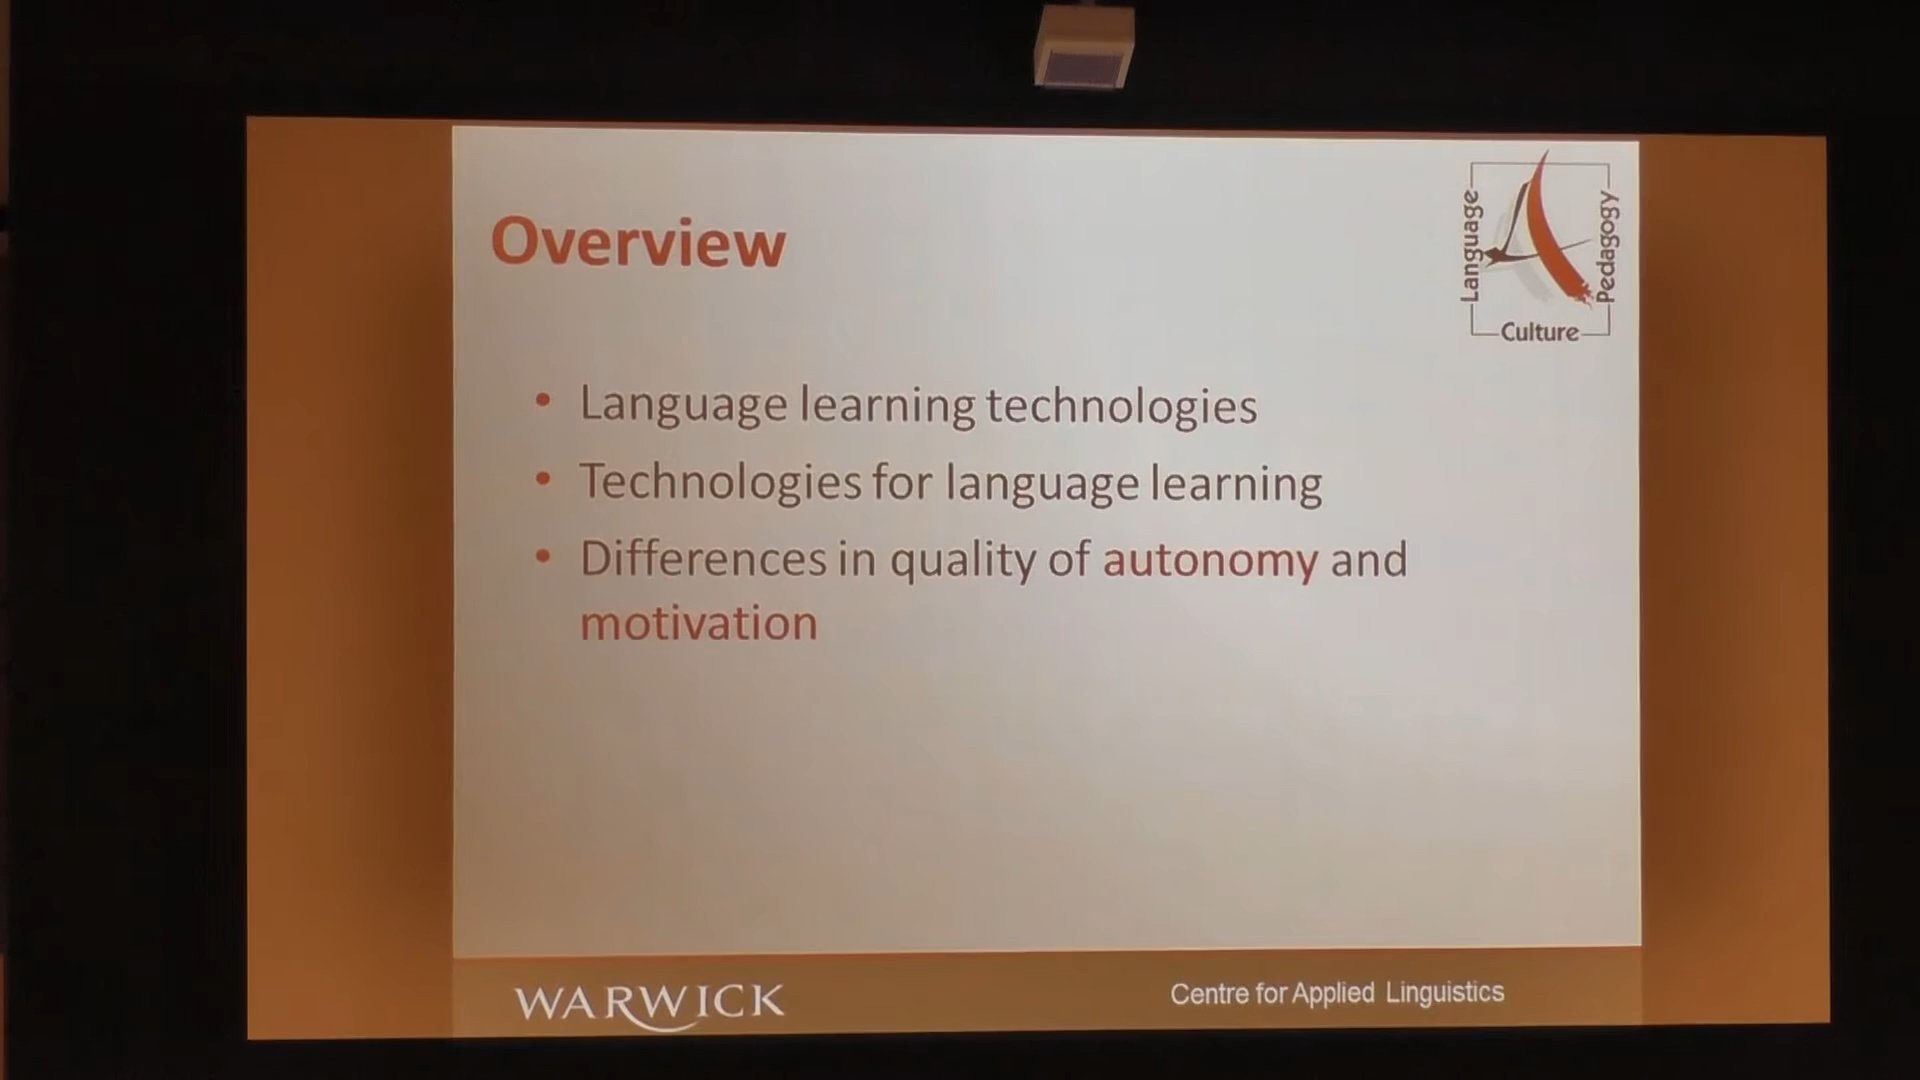 Overview
Language
Pedagogy
Culture
• Language learning technologies
• Technologies for language learning
• Differences in quality of autonomy and
motivation
WARWICK
Centre for Applied Linguistics